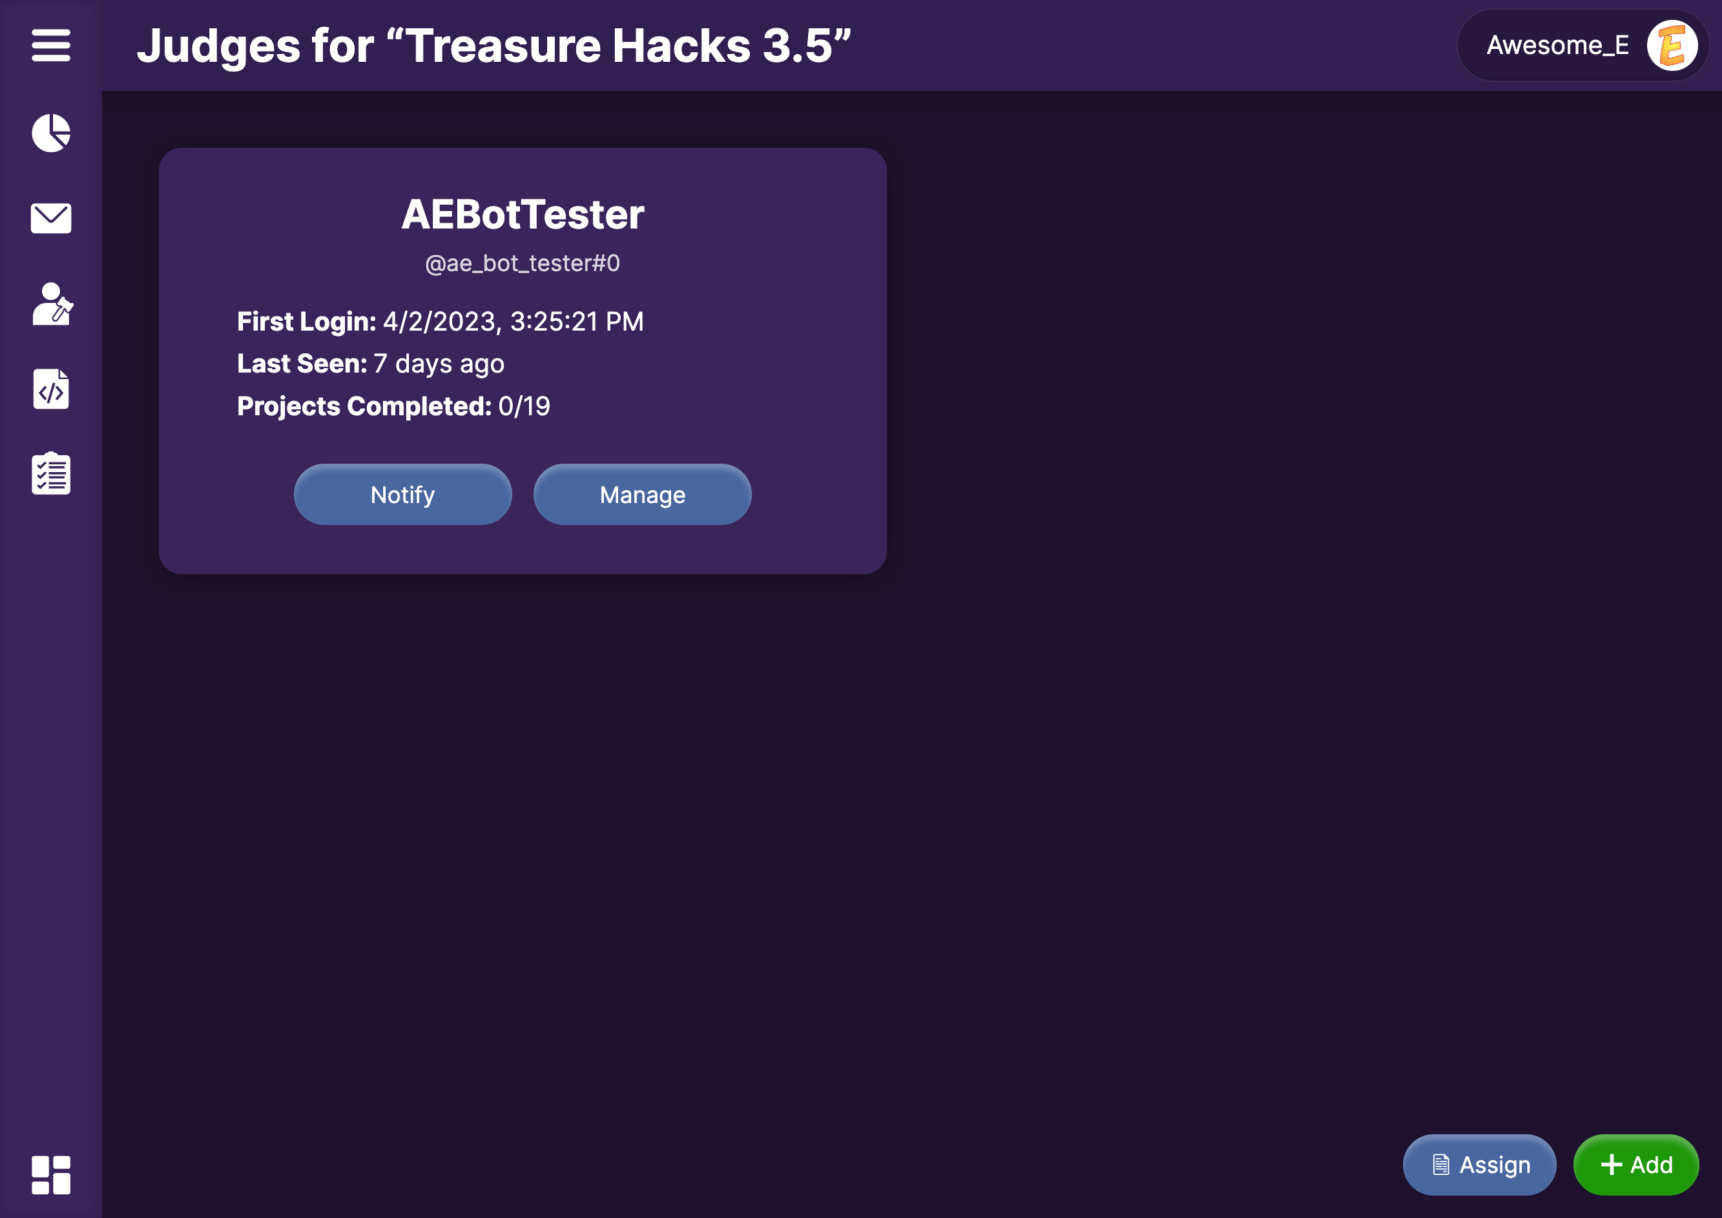 Judges for “Treasure Hacks 3.5”
Awesome_E
E
AEBotTester
@ae_bot_tester#0
First Login: 4/2/2023, 3:25:21 PM
Last Seen: 7 days ago
Projects Completed: 0/19
Notify
Manage
Assign
Add